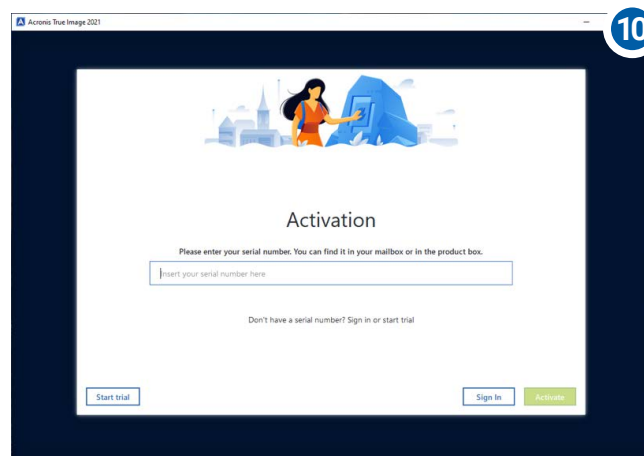 Acronis True Image 2021
10
Activation
Please enter your serial number. You can find it in your mailbox or in the product box.
Insert your serial number here
Don't have a serial number? Sign in or start trial
Start trial
Sign In
Activate